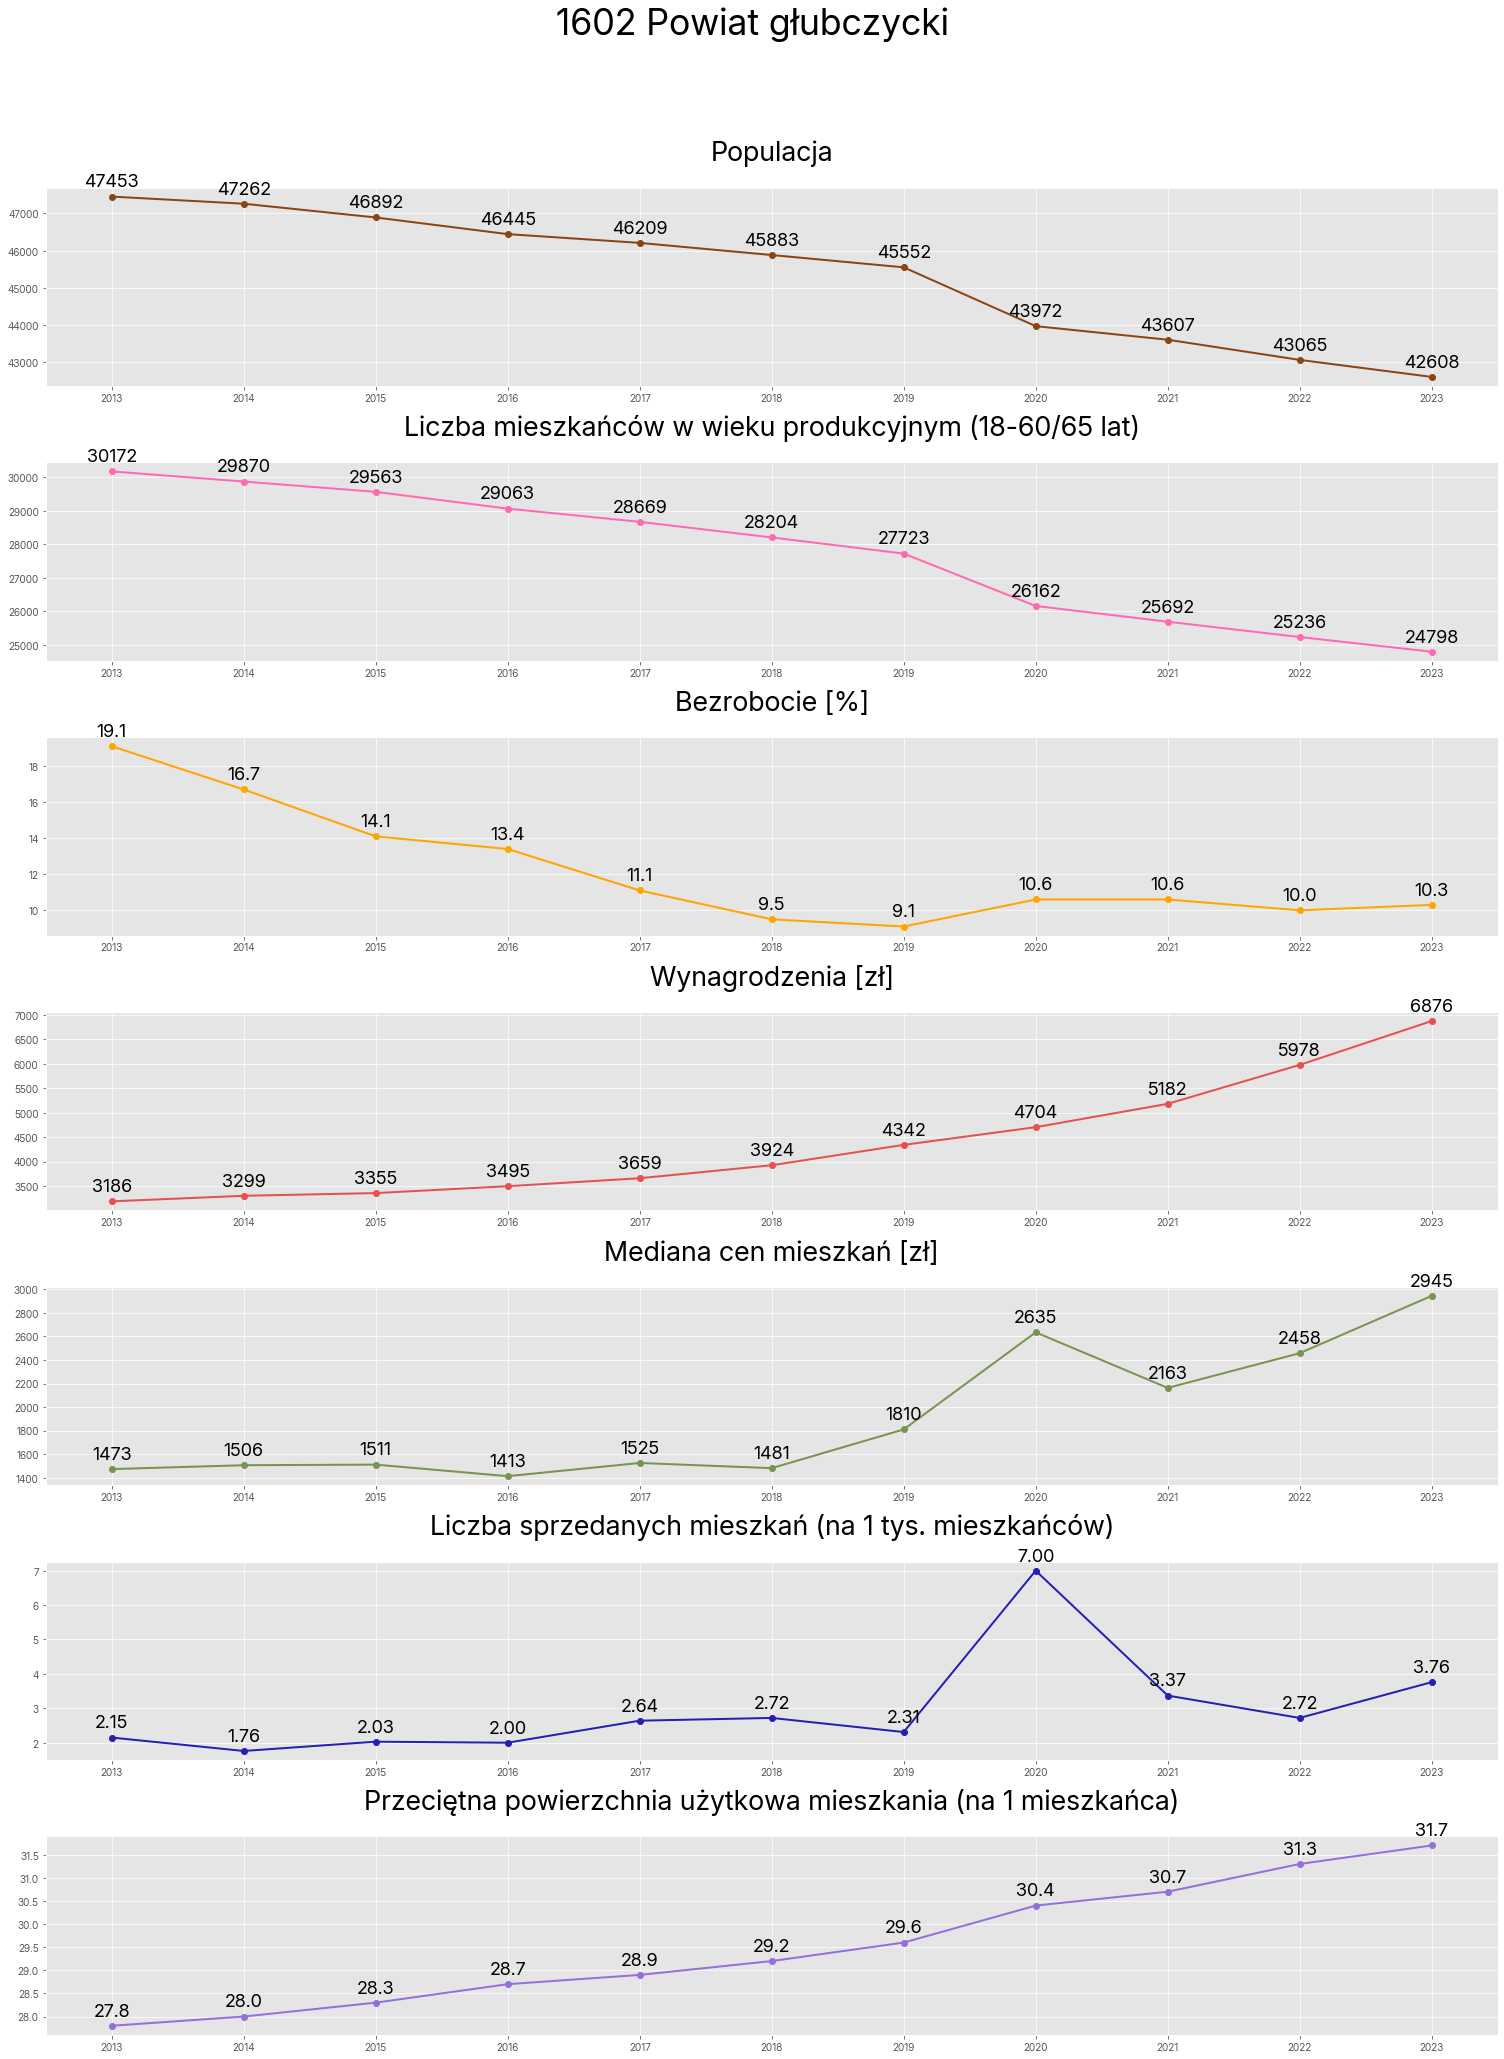 1602 Powiat głubczycki
Populacja
47453 47262 46892 46445 46209 45883 45552 43972 43607 43065 42608
47000
46000
45000
44000
43000
2013 2014 2015 2016 2017 2018 2019 2020 2021 2022 2023
Liczba mieszkańców w wieku produkcyjnym (18-60/65 lat)
30172 29870 29563 29063 28669 28204 27723 26162 25692 25236 24798
30000
29000
28000
27000
26000
25000
2013 2014 2015 2016 2017 2018 2019 2020 2021 2022 2023
Bezrobocie [%]
19.1 16.7 14.1 13.4 11.1 9.5 9.1 10.6 10.6 10.0 10.3
18
16
14
12
10
2013 2014 2015 2016 2017 2018 2019 2020 2021 2022 2023
Wynagrodzenia [zł]
3186 3299 3355 3495 3659 3924 4342 4704 5182 5978 6876
7000
6500
6000
5500
5000
4500
4000
3500
2013 2014 2015 2016 2017 2018 2019 2020 2021 2022 2023
Mediana cen mieszkań [zł]
1473 1506 1511 1413 1525 1481 1810 2635 2163 2458 2945
3000
2800
2600
2400
2200
2000
1800
1600
1400
2013 2014 2015 2016 2017 2018 2019 2020 2021 2022 2023
Liczba sprzedanych mieszkań (na 1 tys. mieszkańców)
2.15 1.76 2.03 2.00 2.64 2.72 2.31 7.00 3.37 2.72 3.76
7
6
5
4
3
2
2013 2014 2015 2016 2017 2018 2019 2020 2021 2022 2023
Przeciętna powierzchnia użytkowa mieszkania (na 1 mieszkańca)
27.8 28.0 28.3 28.7 28.9 29.2 29.6 30.4 30.7 31.3 31.7
31.5
31.0
30.5
30.0
29.5
29.0
28.5
28.0
2013 2014 2015 2016 2017 2018 2019 2020 2021 2022 2023